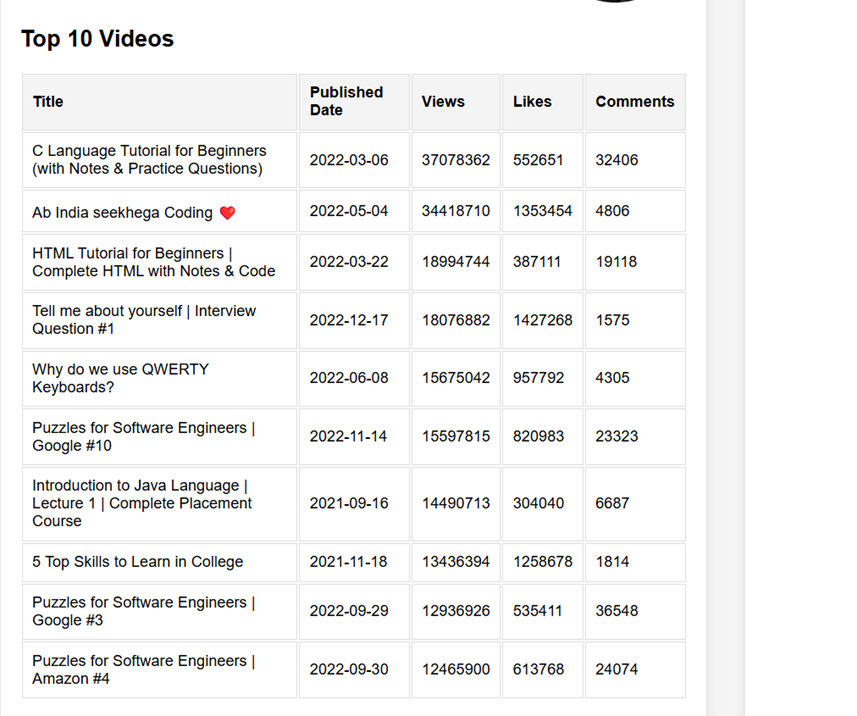 Top 10 Videos
Title Published Date Views Likes Comments
C Language Tutorial for Beginners
(with Notes & Practice Questions) 2022-03-06 37078362 552651 32406
Ab India seekhega Coding ❤️ 2022-05-04 34418710 1353454 4806
HTML Tutorial for Beginners |
Complete HTML with Notes & Code 2022-03-22 18994744 387111 19118
Tell me about yourself | Interview
Question #1 2022-12-17 18076882 1427268 1575
Why do we use QWERTY
Keyboards? 2022-06-08 15675042 957792 4305
Puzzles for Software Engineers |
Google #10 2022-11-14 15597815 820983 23323
Introduction to Java Language |
Lecture 1 | Complete Placement
Course 2021-09-16 14490713 304040 6687
5 Top Skills to Learn in College 2021-11-18 13436394 1258678 1814
Puzzles for Software Engineers |
Google #3 2022-09-29 12936926 535411 36548
Puzzles for Software Engineers |
Amazon #4 2022-09-30 12465900 613768 24074